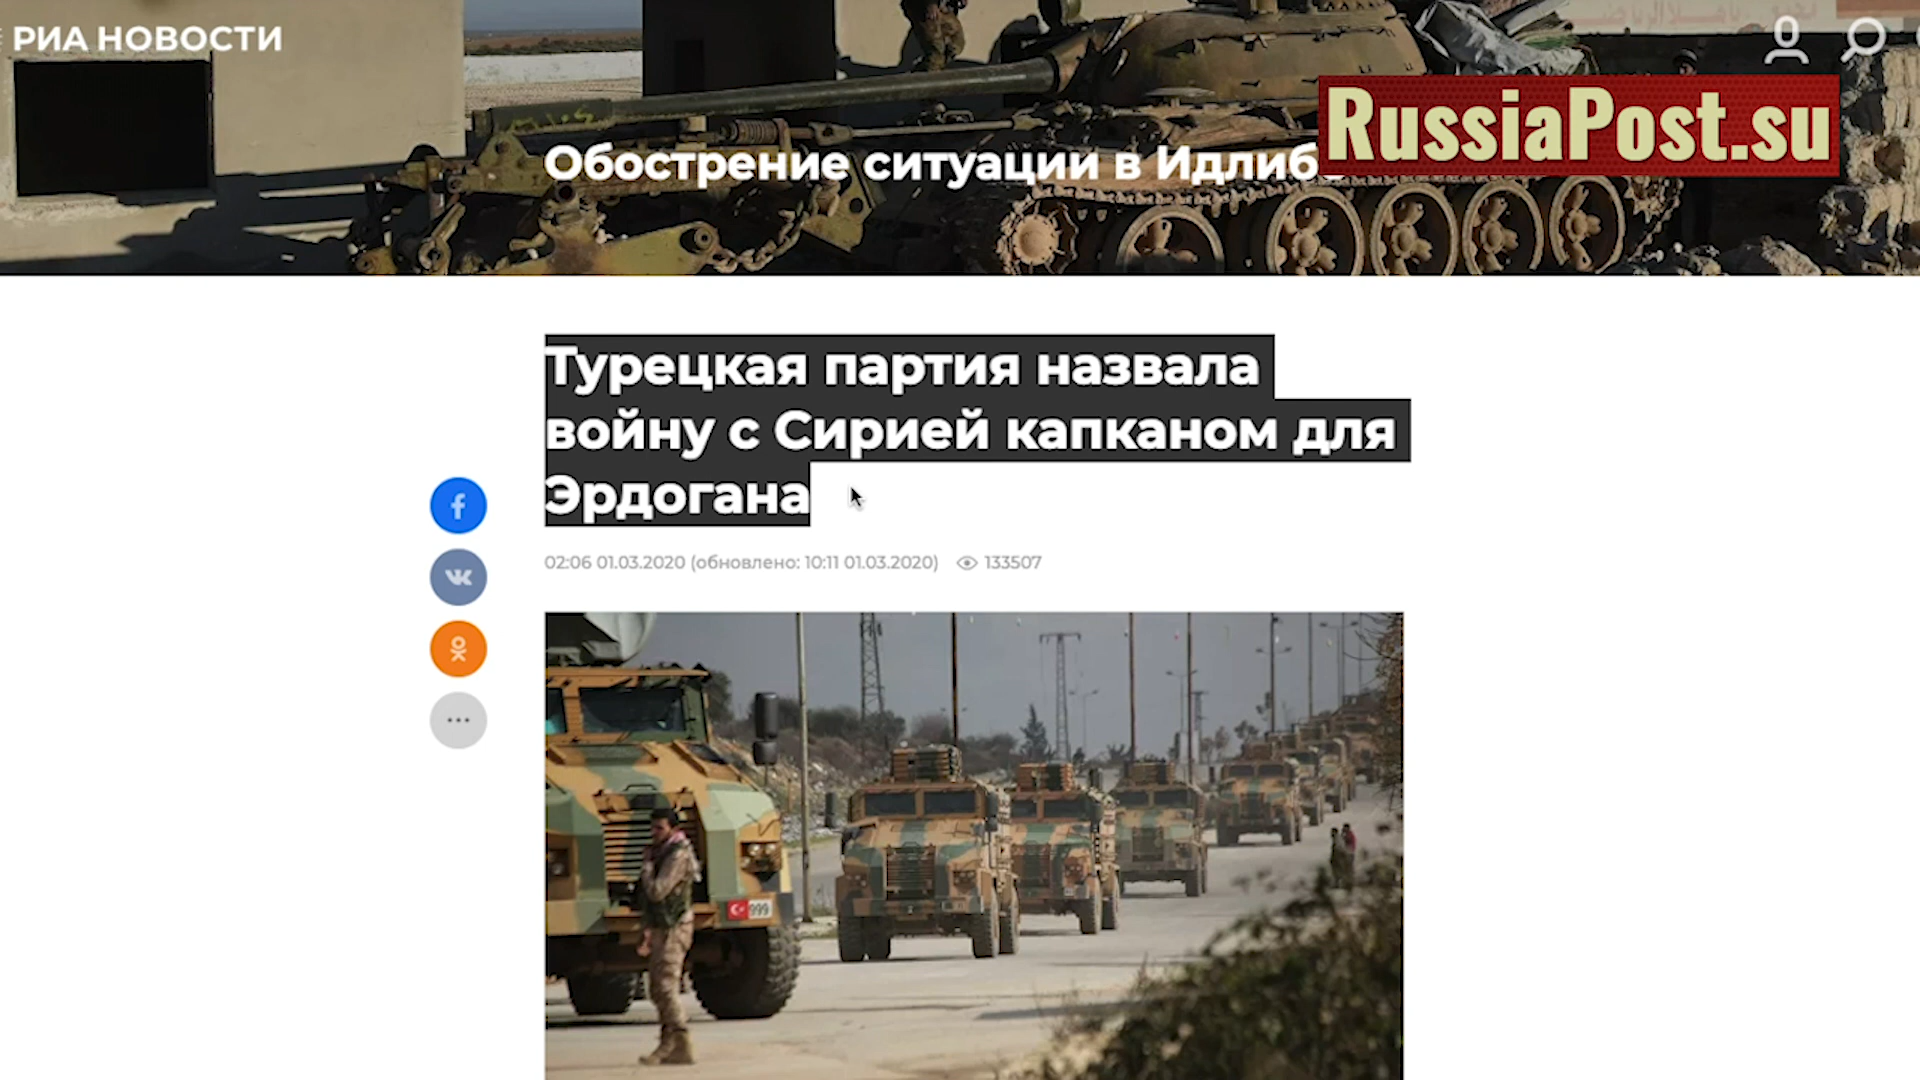 РИА НОВОСТИ
RussiaPost.su
Обострение ситуации в
Турецкая партия назвала
войну с Сирией капканом для
Эрдогана
02:06 01.03.2020 (обновлено: 10:11 01.03.2020) 133507
999